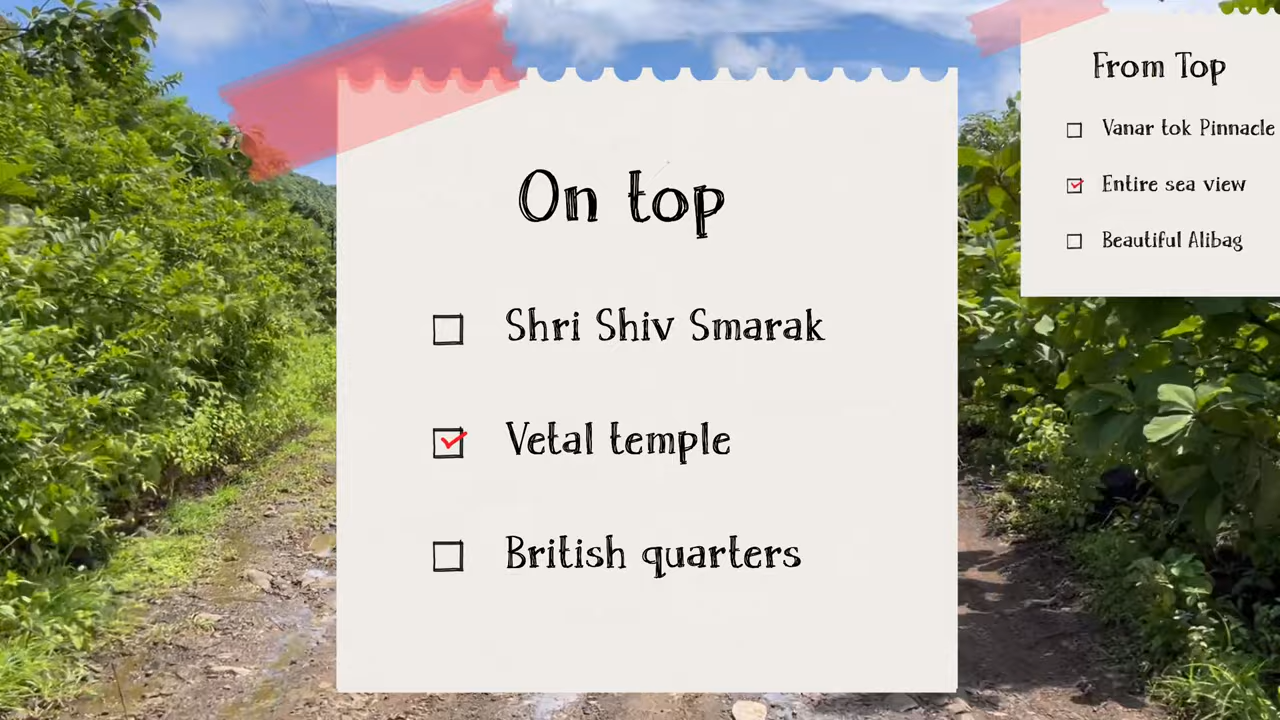 On top
Shri Shiv Smarak
Vetal temple
British quarters
From Top
Vanar tok Pinnacle
Entire sea view
Beautiful Alibag